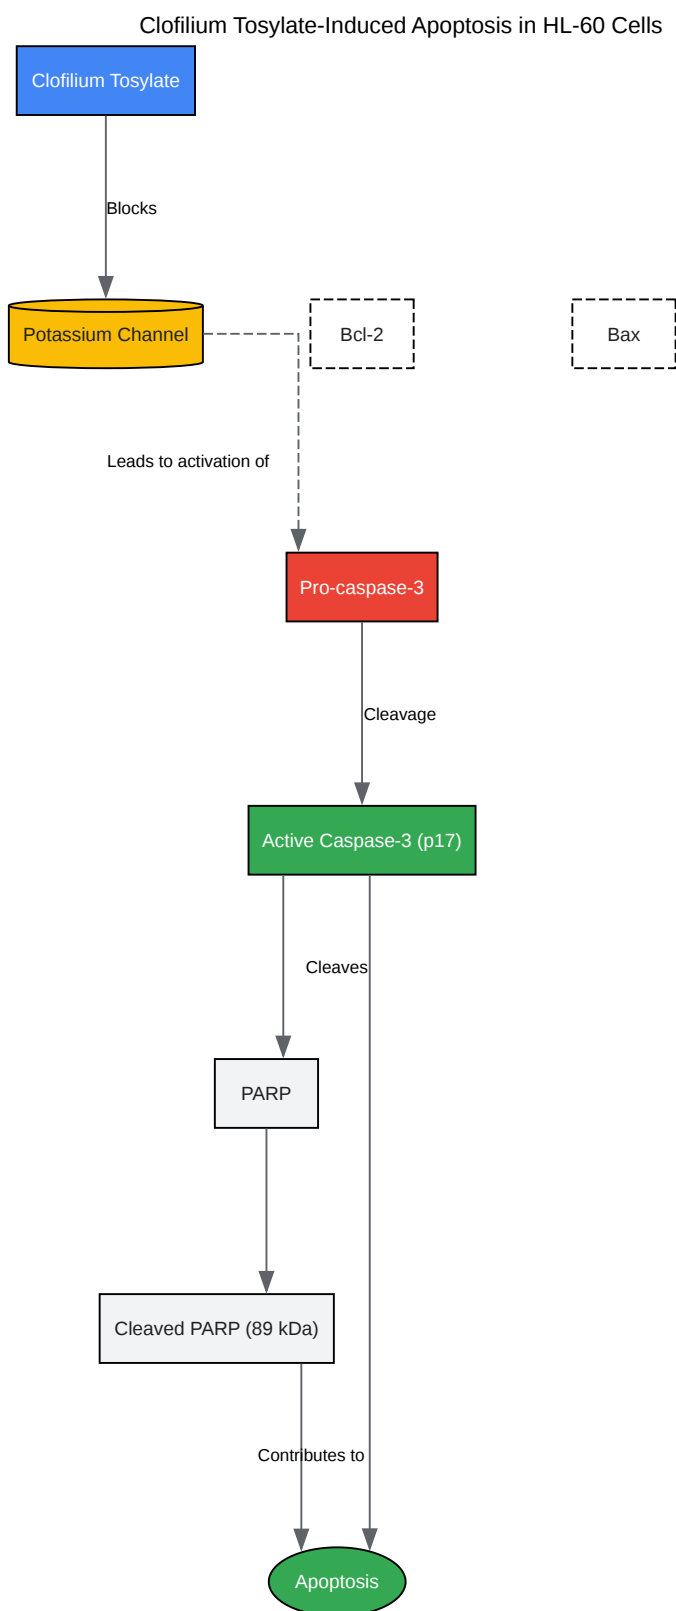 Clofilium Tosylate-Induced Apoptosis in HL-60 Cells
Clofilium Tosylate
Blocks
Potassium Channel
Bcl-2
Bax
Leads to activation of
Pro-caspase-3
Cleavage
Active Caspase-3 (p17)
Cleaves
PARP
Cleaved PARP (89 kDa)
Contributes to
Apoptosis